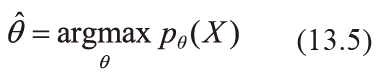 θ̂ = argmax p_θ(X) (13.5)
θ